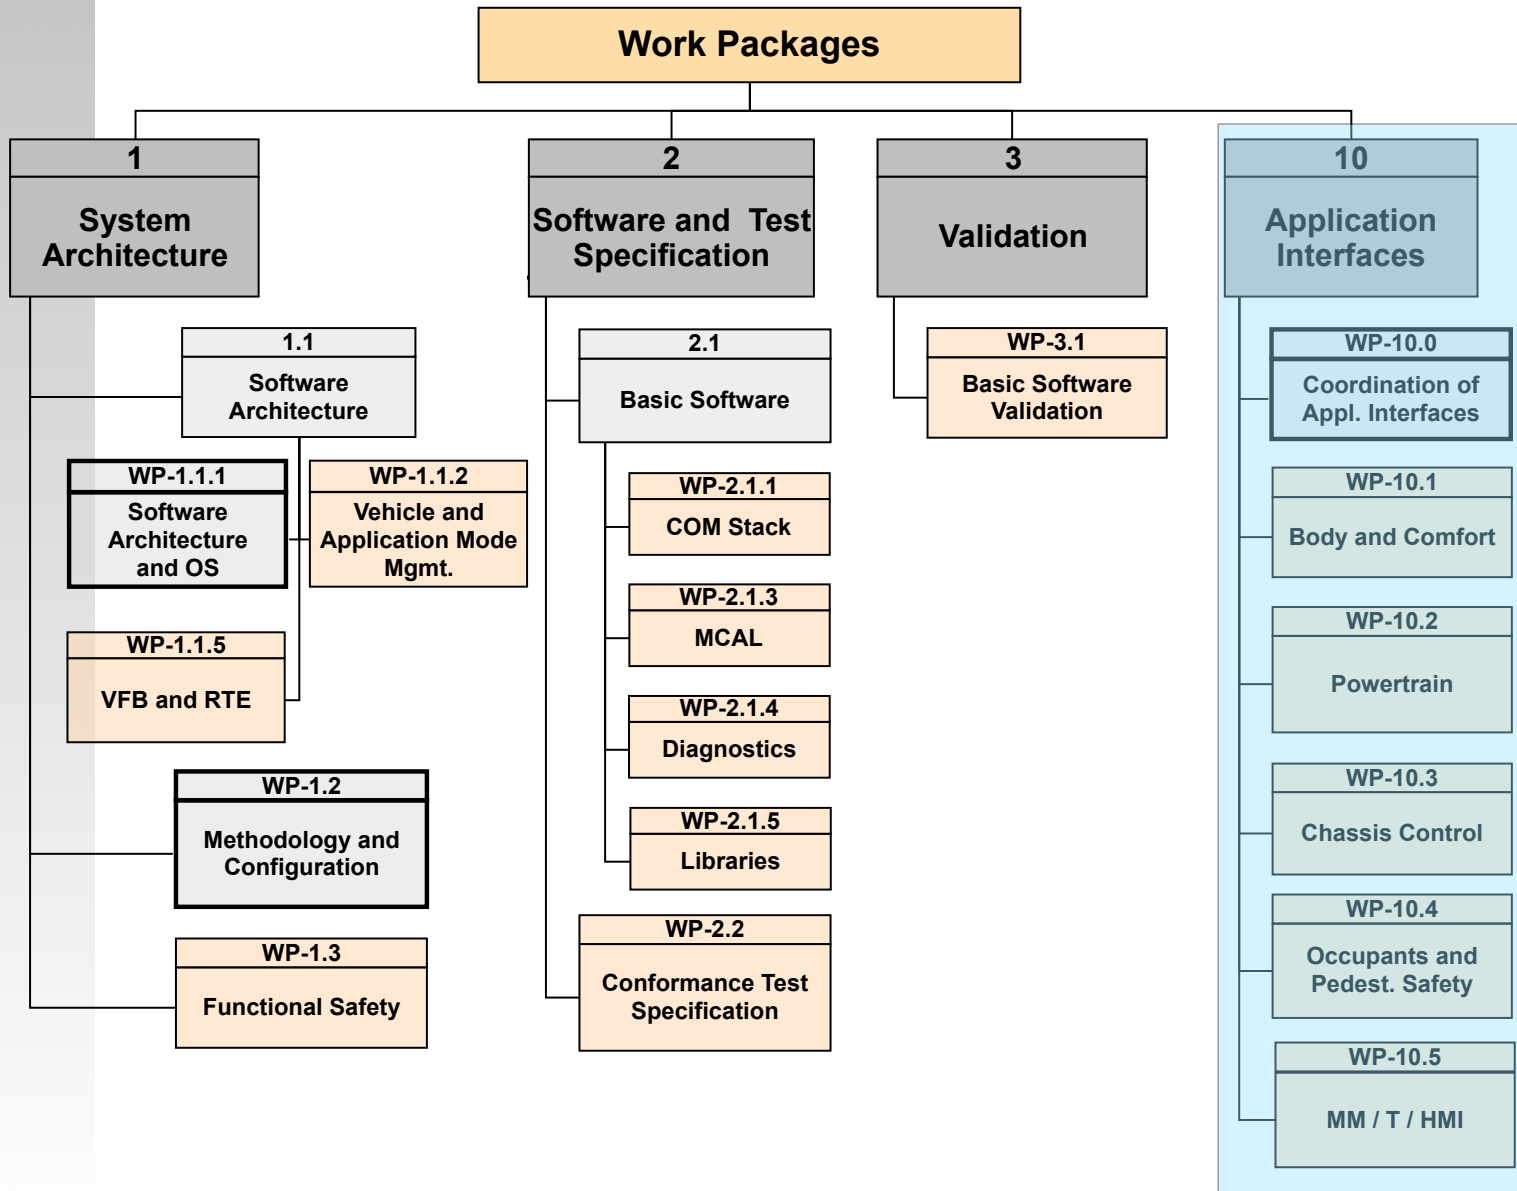 Work Packages
1
System
Architecture
1.1
Software
Architecture
WP-1.1.1
Software
Architecture
and OS
WP-1.1.2
Vehicle and
Application Mode
Mgmt.
WP-1.1.5
VFB and RTE
WP-1.2
Methodology and
Configuration
WP-1.3
Functional Safety
2
Software and Test
Specification
2.1
Basic Software
WP-2.1.1
COM Stack
WP-2.1.3
MCAL
WP-2.1.4
Diagnostics
WP-2.1.5
Libraries
WP-2.2
Conformance Test
Specification
3
Validation
WP-3.1
Basic Software
Validation
10
Application
Interfaces
WP-10.0
Coordination of
Appl. Interfaces
WP-10.1
Body and Comfort
WP-10.2
Powertrain
WP-10.3
Chassis Control
WP-10.4
Occupants and
Pedest. Safety
WP-10.5
MM / T / HMI